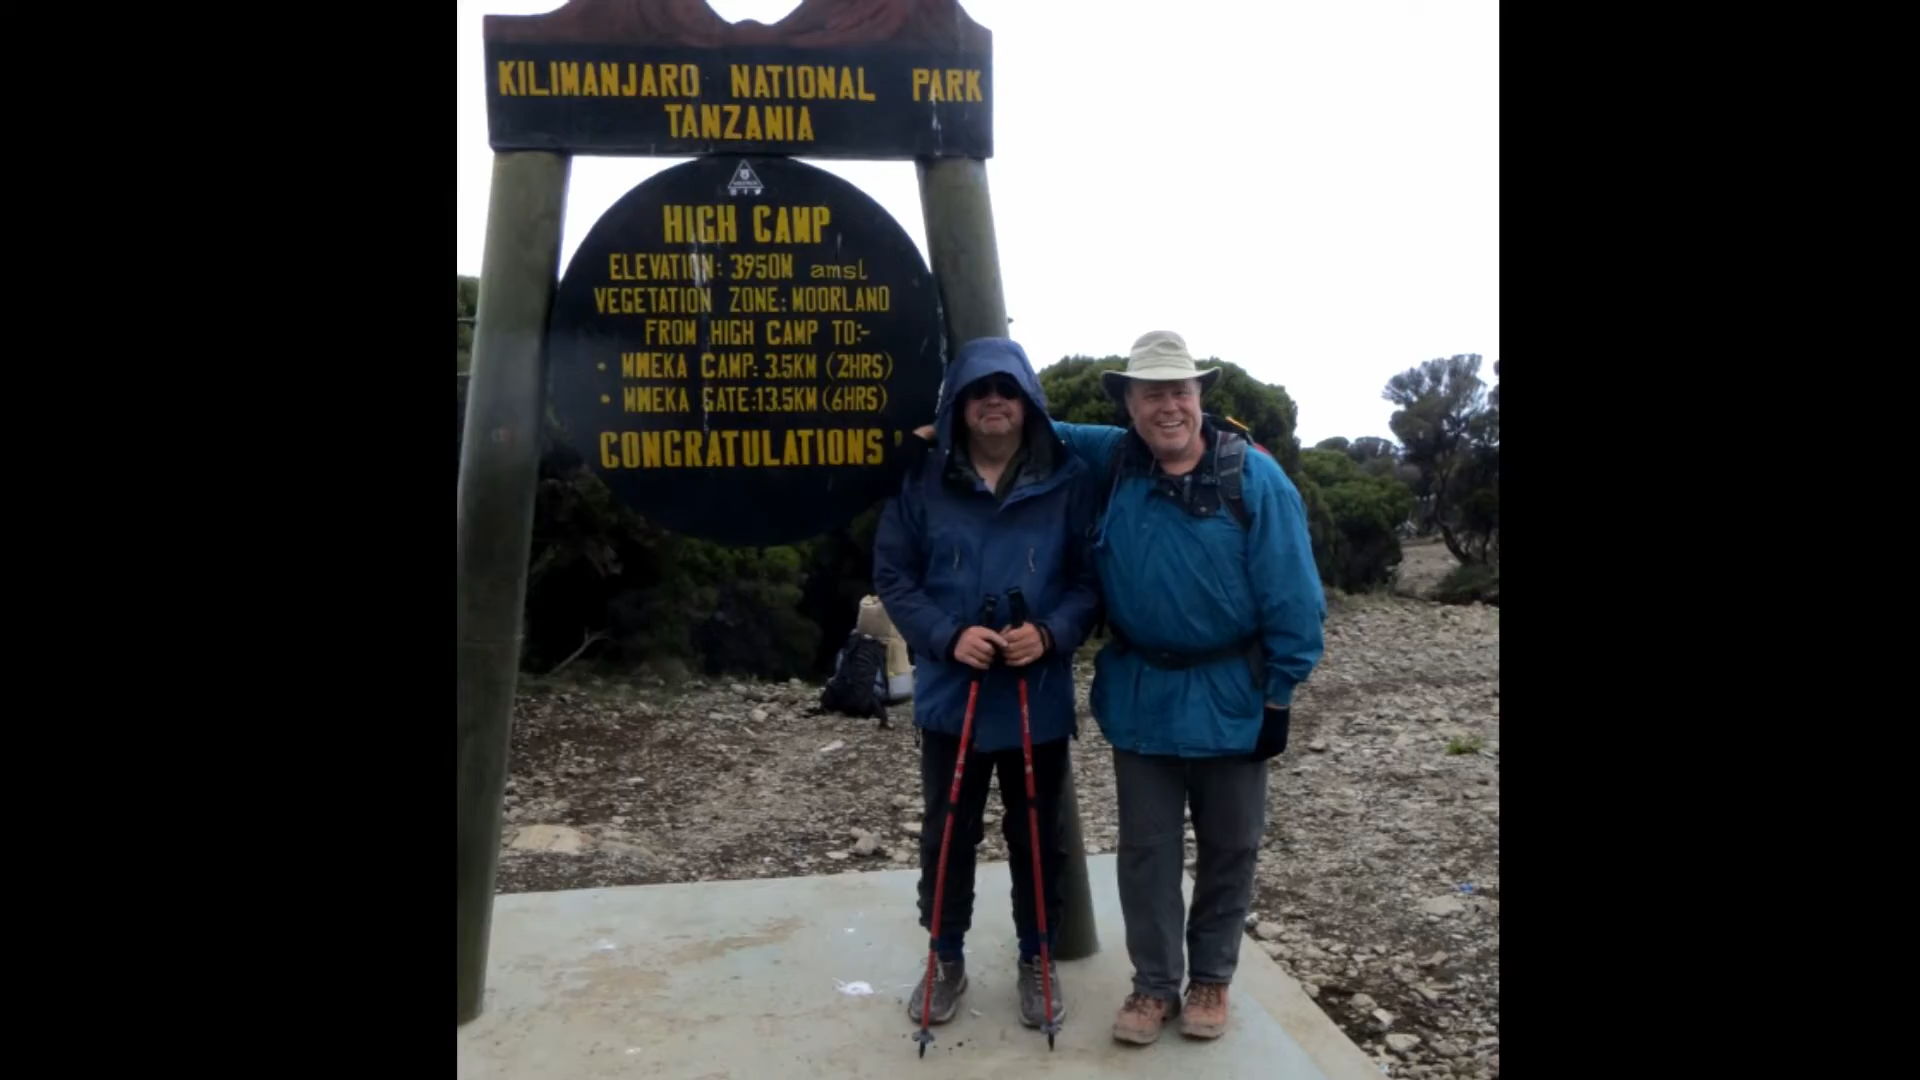 KILIMANJARO NATIONAL PARK
TANZANIA
HIGH CAMP
ELEVATION: 3950M amsl
VEGETATION ZONE: MOORLAND
FROM HIGH CAMP TO:-
• MWEKA CAMP: 3.5KM (2HRS)
• MWEKA GATE:13.5KM (6HRS)
CONGRATULATIONS